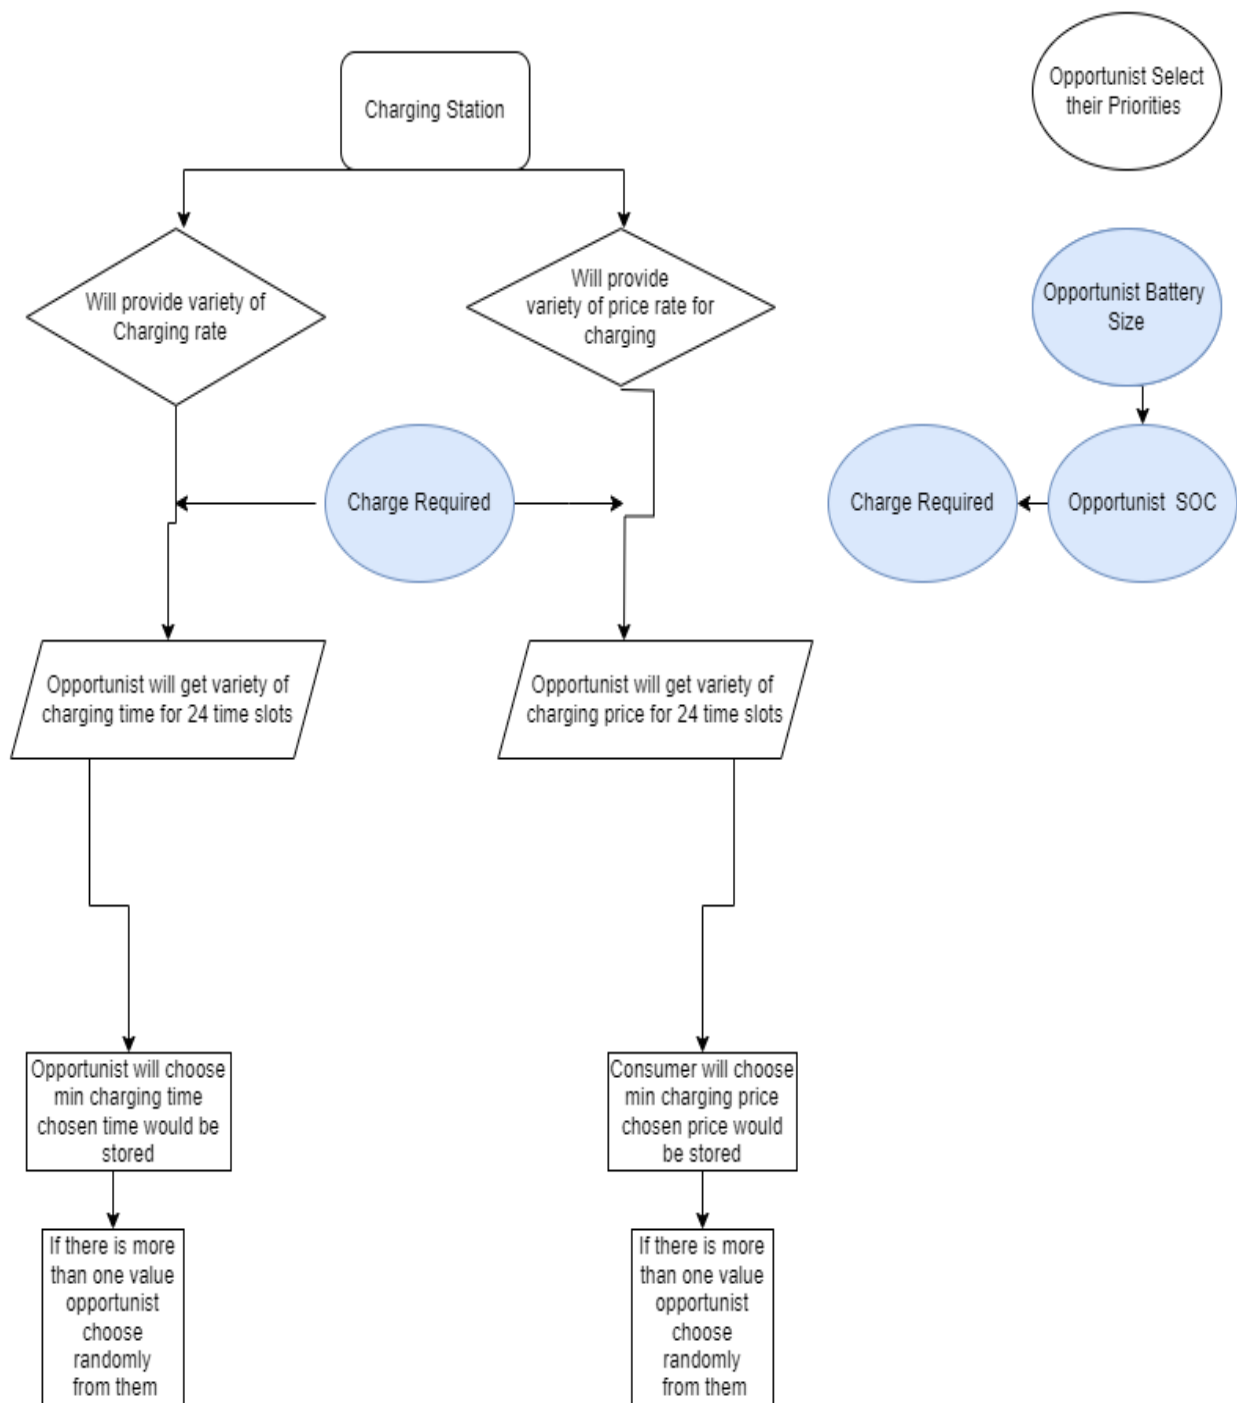 Charging Station
Opportunist Select
their Priorities
Will provide variety of
Charging rate
Will provide
variety of price rate for
charging
Opportunist Battery
Size
Charge Required
Charge Required
Opportunist SOC
Opportunist will get variety of
charging time for 24 time slots
Opportunist will get variety of
charging price for 24 time slots
Opportunist will choose
min charging time
chosen time would be
stored
Consumer will choose
min charging price
chosen price would
be stored
If there is more
than one value
opportunist
choose
randomly
from them
If there is more
than one value
opportunist
choose
randomly
from them